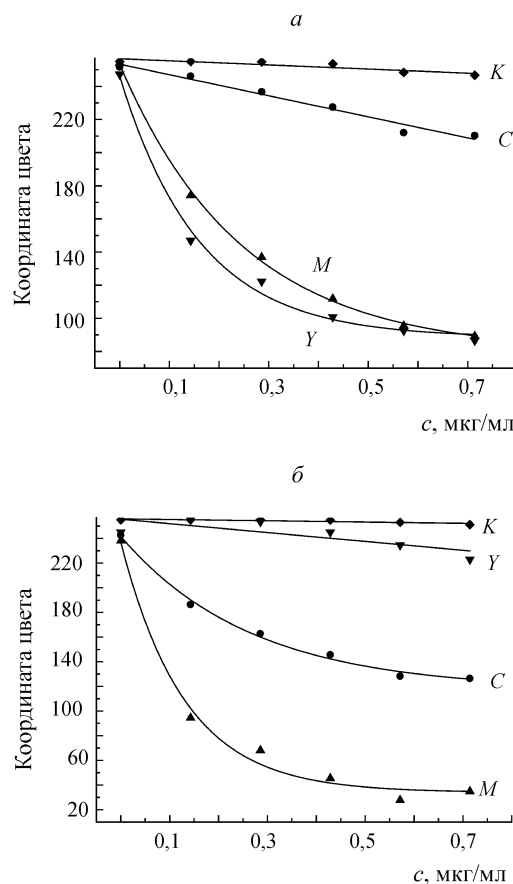 а
Координата цвета
220
180
140
100
K
C
M
Y
0,1
0,3
0,5
0,7
c, мкг/мл
б
Координата цвета
220
180
140
100
60
20
K
Y
C
M
0,1
0,3
0,5
0,7
c, мкг/мл